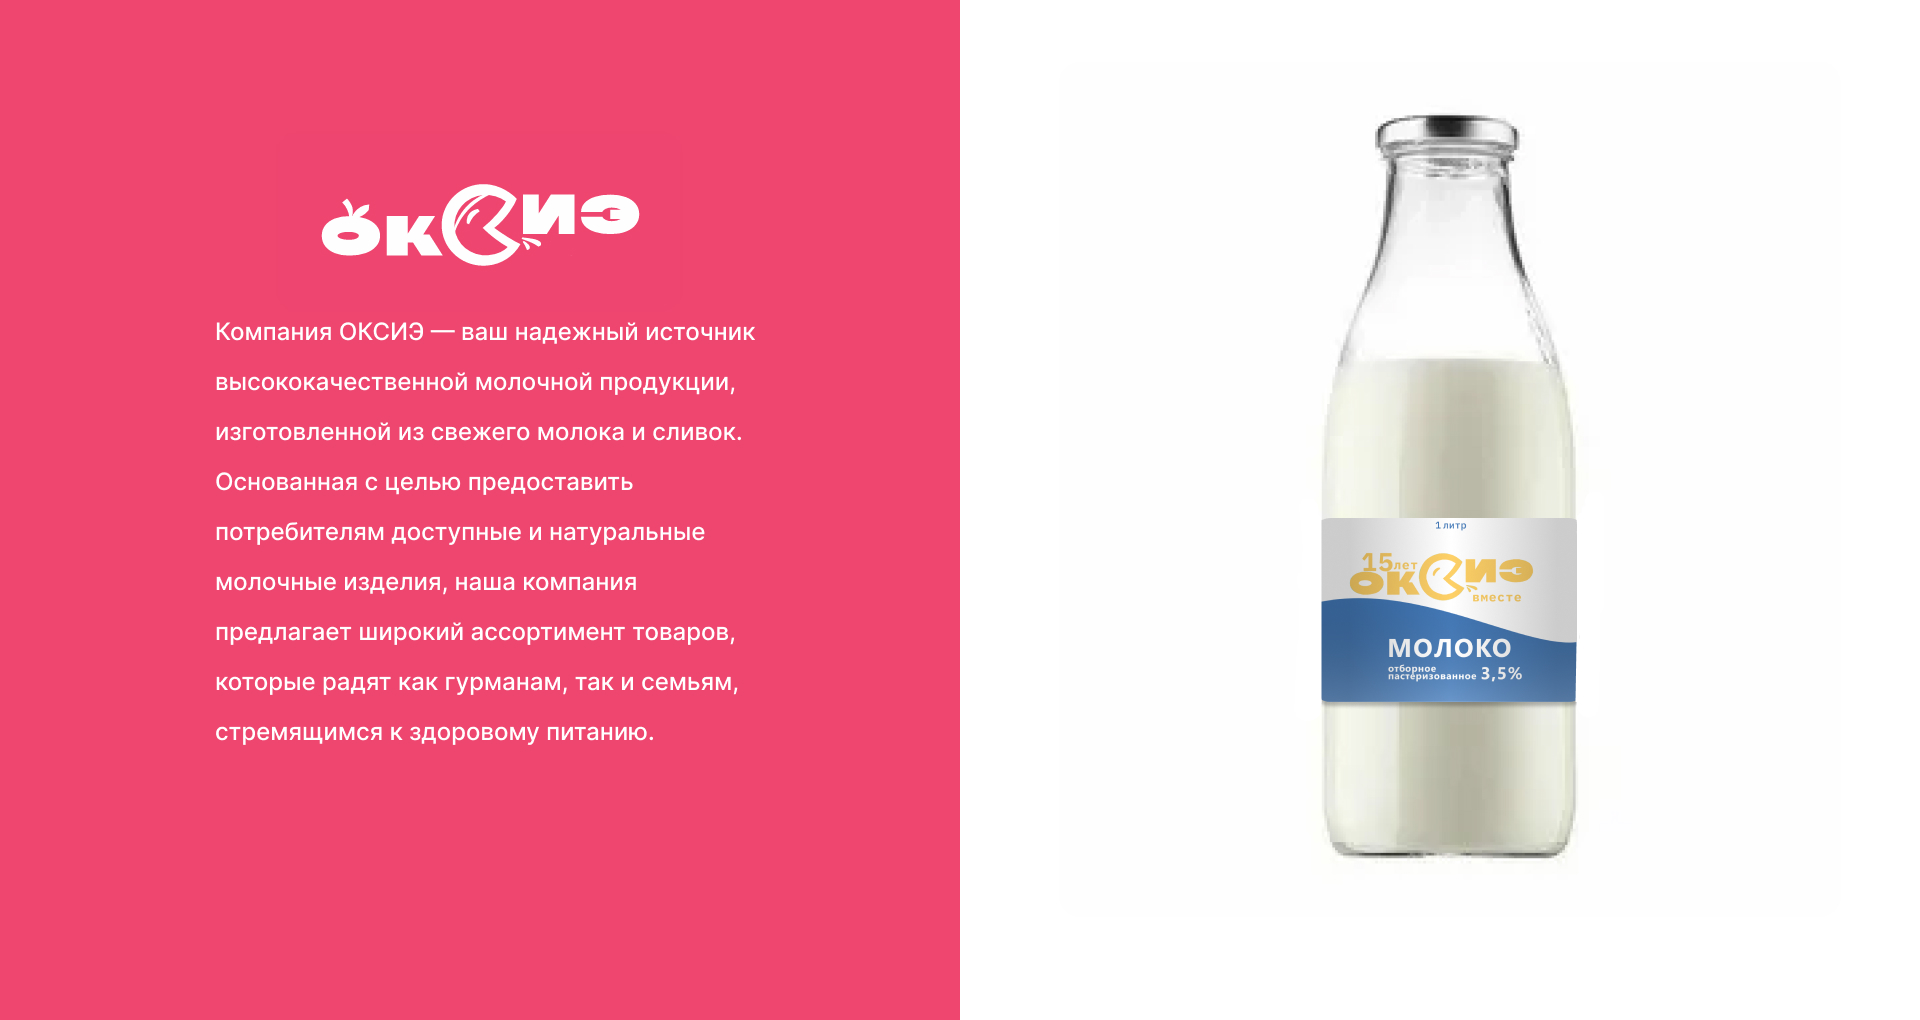 оксиэ
Компания ОКСИЭ — ваш надежный источник
высококачественной молочной продукции,
изготовленной из свежего молока и сливок.
Основанная с целью предоставить
потребителям доступные и натуральные
молочные изделия, наша компания
предлагает широкий ассортимент товаров,
которые радят как гурманам, так и семьям,
стремящимся к здоровому питанию.
1 литр
15лет
оксиэ
вместе
МОЛОКО
отборное
пастеризованное 3,5%